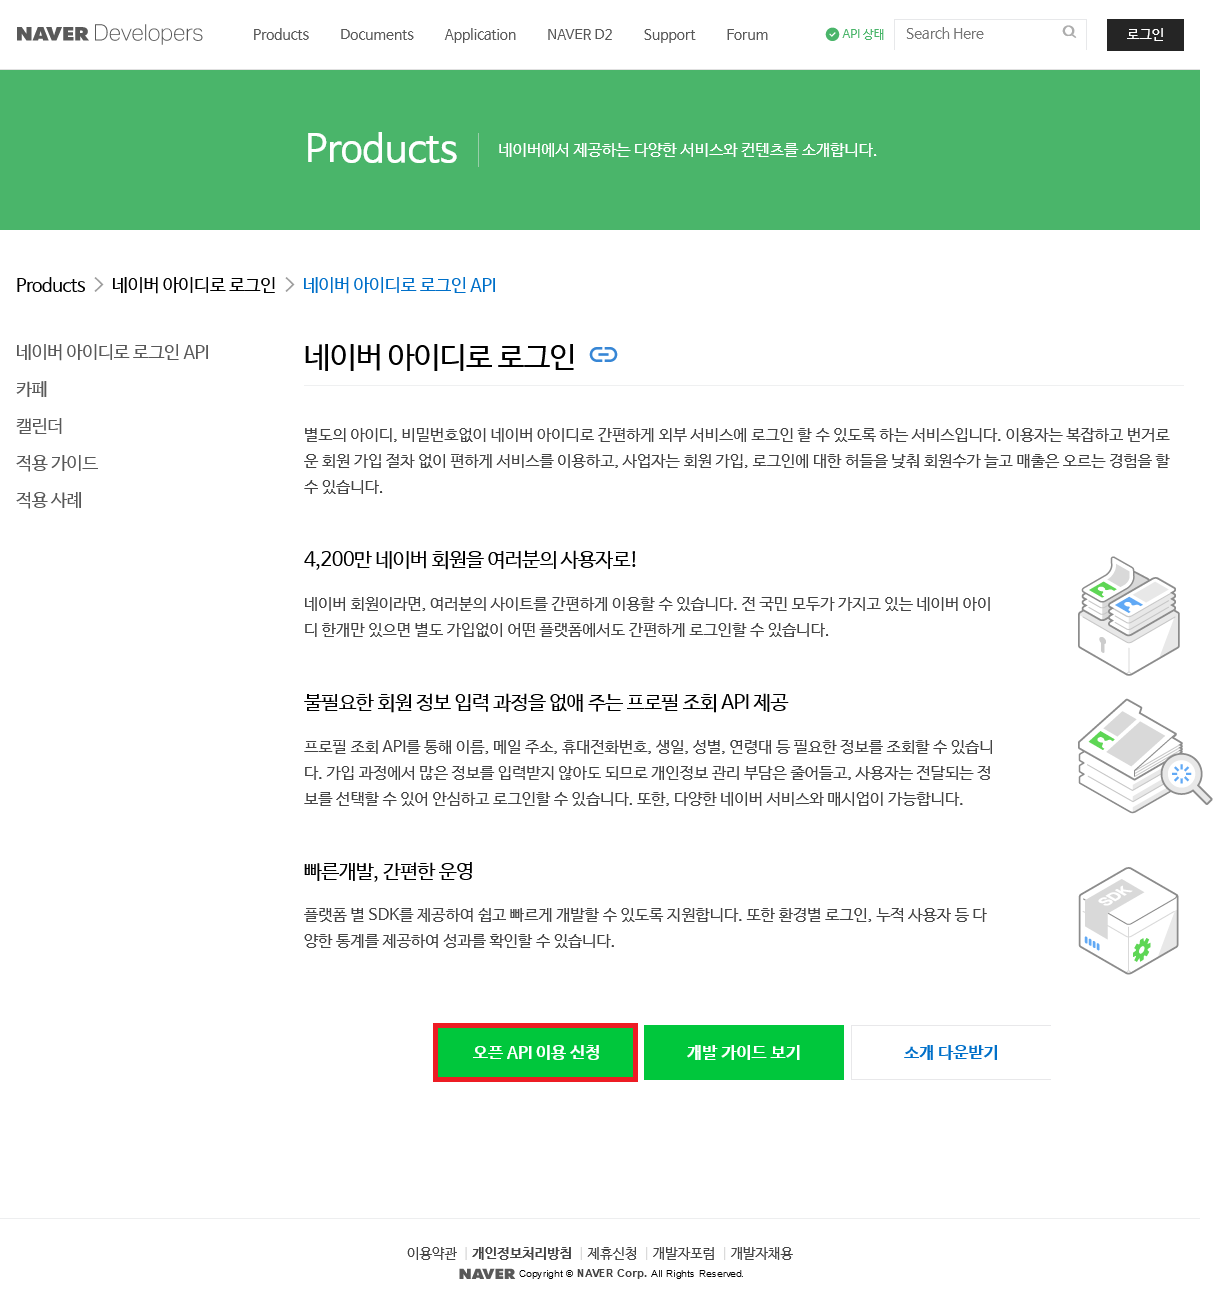 NAVER Developers Products Documents Application NAVER D2 Support Forum API 상태 Search Here 로그인
Products 네이버에서 제공하는 다양한 서비스와 컨텐츠를 소개합니다.
Products > 네이버 아이디로 로그인 > 네이버 아이디로 로그인 API
네이버 아이디로 로그인 API
카페
캘린더
적용 가이드
적용 사례
네이버 아이디로 로그인
별도의 아이디, 비밀번호없이 네이버 아이디로 간편하게 외부 서비스에 로그인 할 수 있도록 하는 서비스입니다. 이용자는 복잡하고 번거로
운 회원 가입 절차 없이 편하게 서비스를 이용하고, 사업자는 회원 가입, 로그인에 대한 허들을 낮춰 회원수가 늘고 매출은 오르는 경험을 할
수 있습니다.
4,200만 네이버 회원을 여러분의 사용자로!
네이버 회원이라면, 여러분의 사이트를 간편하게 이용할 수 있습니다. 전 국민 모두가 가지고 있는 네이버 아이
디 한개만 있으면 별도 가입없이 어떤 플랫폼에서도 간편하게 로그인할 수 있습니다.
불필요한 회원 정보 입력 과정을 없애 주는 프로필 조회 API 제공
프로필 조회 API를 통해 이름, 메일 주소, 휴대전화번호, 생일, 성별, 연령대 등 필요한 정보를 조회할 수 있습니
다. 가입 과정에서 많은 정보를 입력받지 않아도 되므로 개인정보 관리 부담은 줄어들고, 사용자는 전달되는 정
보를 선택할 수 있어 안심하고 로그인할 수 있습니다. 또한, 다양한 네이버 서비스와 매시업이 가능합니다.
빠른개발, 간편한 운영
플랫폼 별 SDK를 제공하여 쉽고 빠르게 개발할 수 있도록 지원합니다. 또한 환경별 로그인, 누적 사용자 등 다
양한 통계를 제공하여 성과를 확인할 수 있습니다.
SDK
오픈 API 이용 신청 개발 가이드 보기 소개 다운받기
이용약관 | 개인정보처리방침 | 제휴신청 | 개발자포럼 | 개발자채용
NAVER Copyright © NAVER Corp. All Rights Reserved.